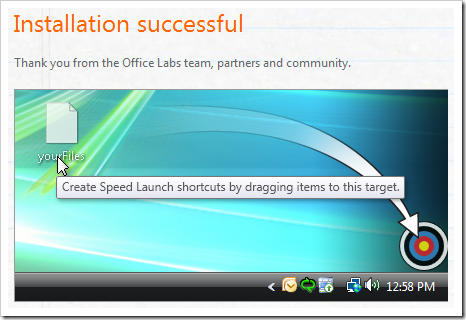 Installation successful
Thank you from the Office Labs team, partners and community.
yourFiles
Create Speed Launch shortcuts by dragging items to this target.
12:58 PM